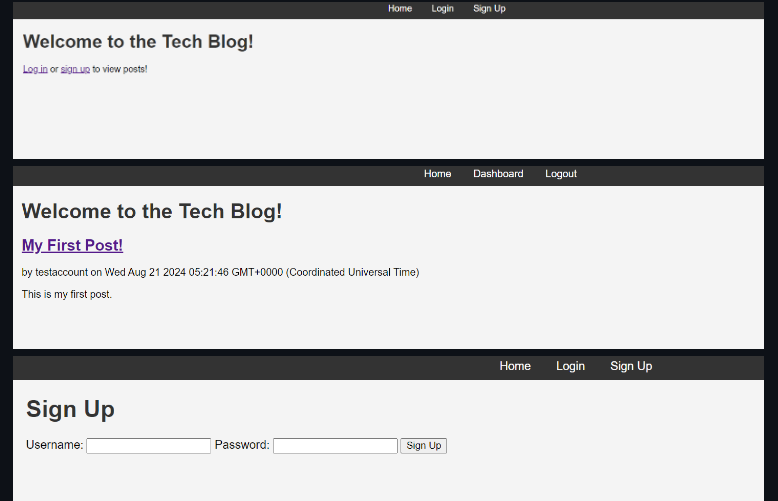 Home Login Sign Up
Welcome to the Tech Blog!
Log in or sign up to view posts!
Home Dashboard Logout
Welcome to the Tech Blog!
My First Post!
by testaccount on Wed Aug 21 2024 05:21:46 GMT+0000 (Coordinated Universal Time)
This is my first post.
Home Login Sign Up
Sign Up
Username: Password: Sign Up